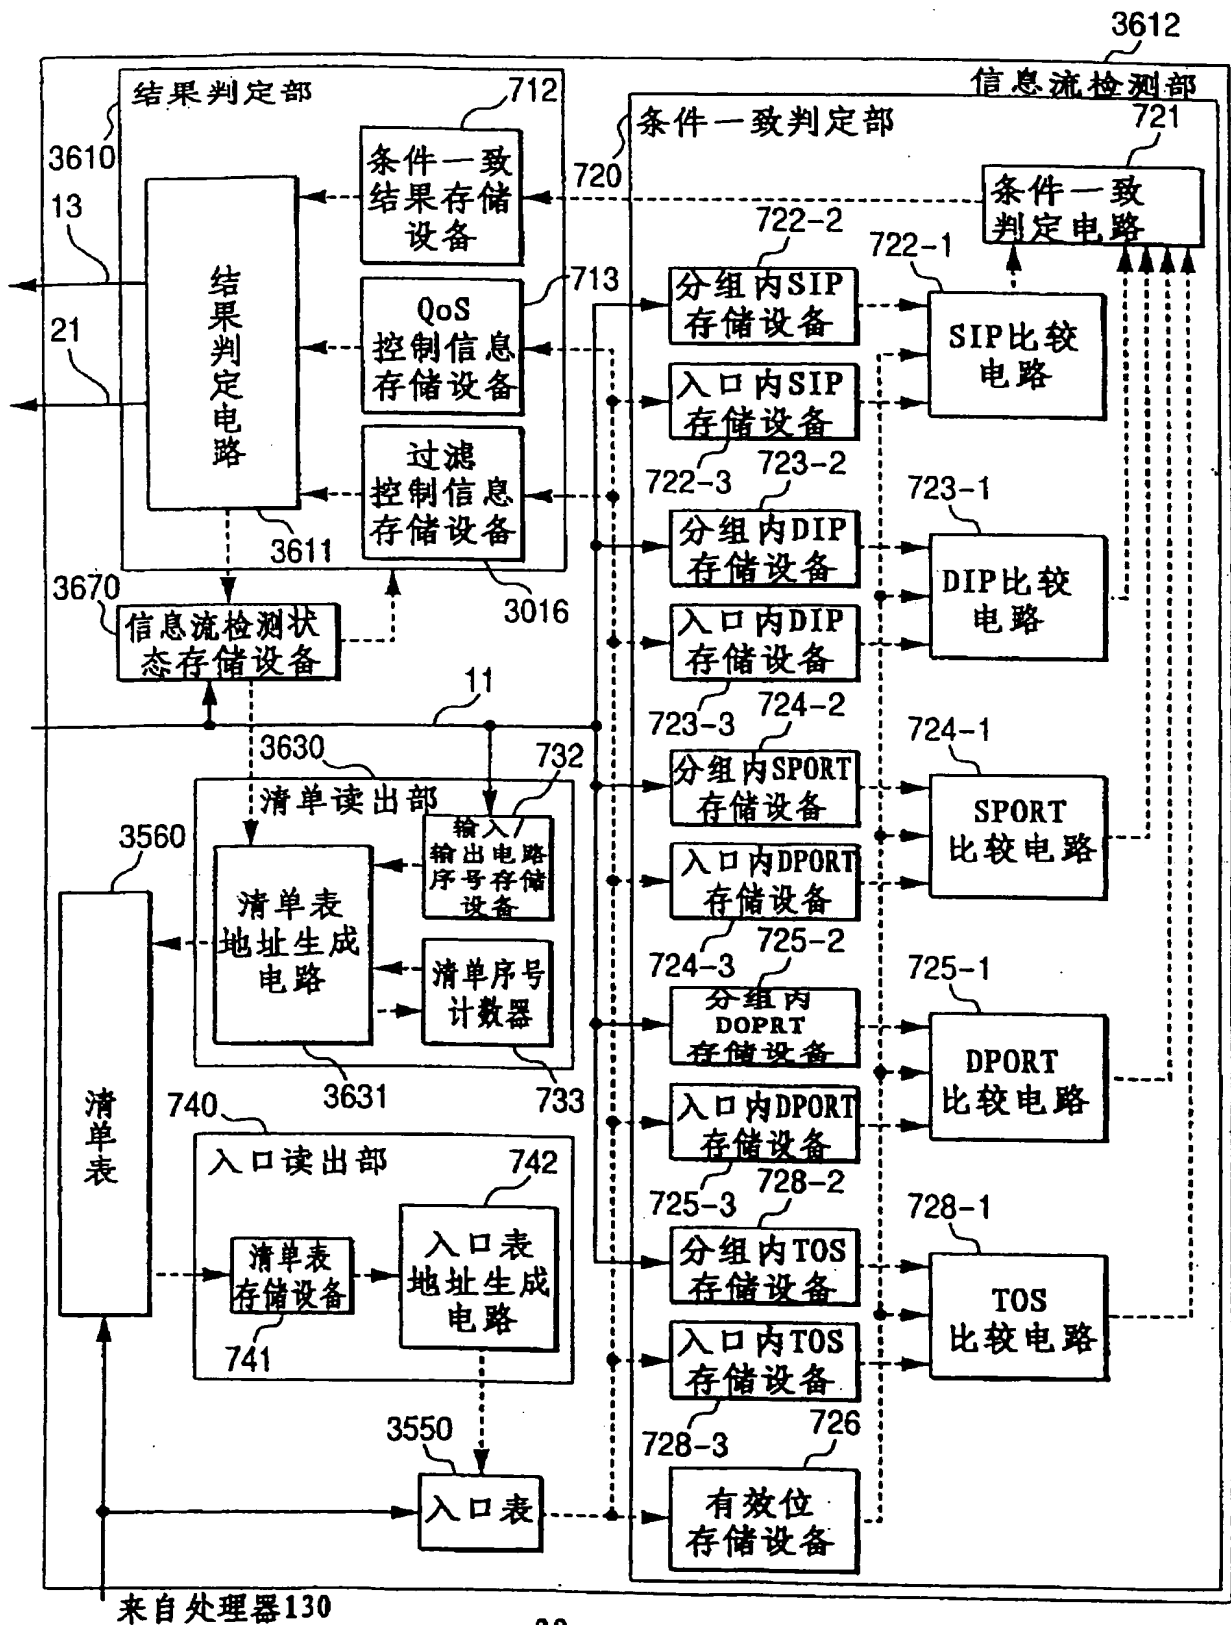 3612
信息流检测部
结果判定部
712
3610
条件一致
结果存储
设备
13
21
结果判定电路
713
QoS
控制信息
存储设备
过滤
控制信息
存储设备
3611
3016
3670
信息流检测状
态存储设备
11
3630
清单读出部
732
输入/
输出电路
序号存储
设备
3560
清单表
地址生成
电路
清单序号
计数器
3631
733
清单表
740
入口读出部
742
清单表
存储设备
741
入口表
地址生成
电路
3550
入口表
来自处理器130
720
条件一致判定部
721
条件一致
判定电路
722-2
722-1
分组内SIP
存储设备
SIP比较
电路
入口内SIP
存储设备
722-3
723-2
723-1
分组内DIP
存储设备
DIP比较
电路
入口内DIP
存储设备
723-3
724-2
724-1
分组内SPORT
存储设备
SPORT
比较电路
入口内DPORT
存储设备
724-3
725-2
725-1
分组内
DOPRT
存储设备
DPORT
比较电路
入口内DPORT
存储设备
725-3
728-2
728-1
分组内TOS
存储设备
TOS
比较电路
入口内TOS
存储设备
728-3
726
有效位
存储设备